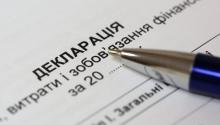 ДЕКЛАРАЦІЯ
, витрати і зобов'язання фінанс
за 20
І. Загальні